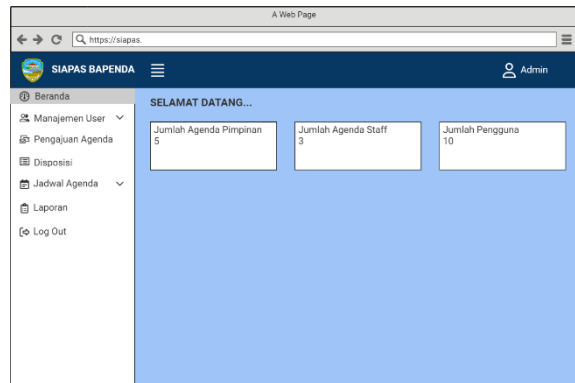 A Web Page
https://siapas.
SIAPAS BAPENDA
Admin
Beranda
Manajemen User
Pengajuan Agenda
Disposisi
Jadwal Agenda
Laporan
Log Out
SELAMAT DATANG...
Jumlah Agenda Pimpinan
5
Jumlah Agenda Staff
3
Jumlah Pengguna
10